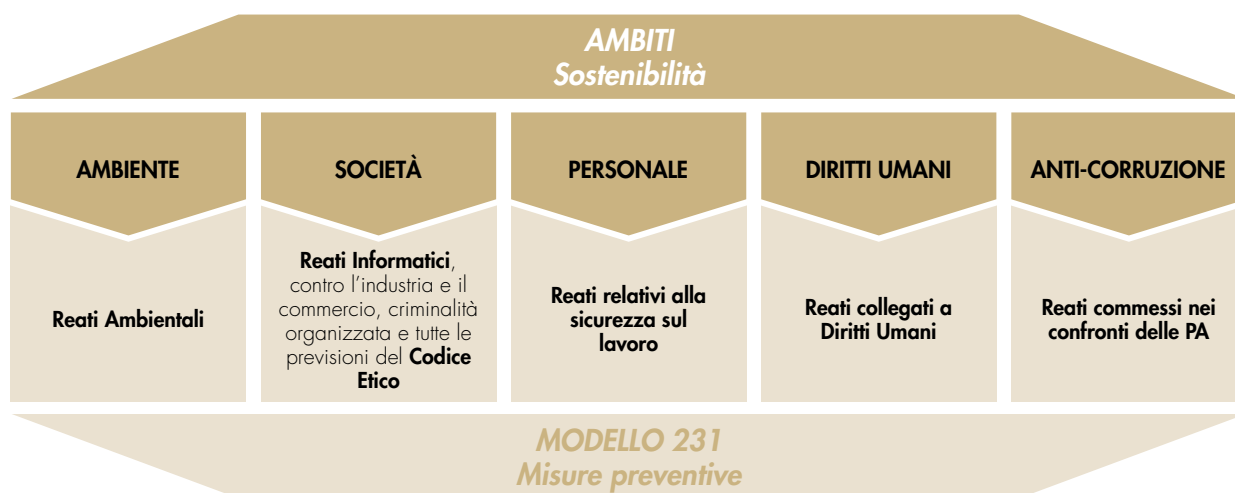 AMBITI
Sostenibilità
AMBIENTE
SOCIETÀ
PERSONALE
DIRITTI UMANI
ANTI-CORRUZIONE
Reati Ambientali
Reati Informatici,
contro l'industria e il
commercio, criminalità
organizzata e tutte le
previsioni del Codice
Etico
Reati relativi alla
sicurezza sul
lavoro
Reati collegati a
Diritti Umani
Reati commessi nei
confronti delle PA
MODELLO 231
Misure preventive